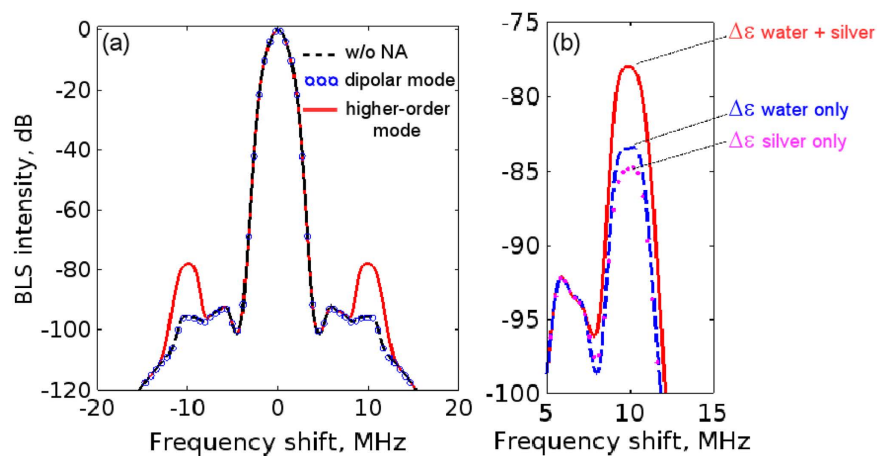 (a)
w/o NA
dipolar mode
higher-order
mode
BLS intensity, dB
0
-20
-40
-60
-80
-100
-120
-20
-10
0
10
20
Frequency shift, MHz
(b)
Δε water + silver
Δε water only
Δε silver only
-75
-80
-85
-90
-95
-100
5
10
15
Frequency shift, MHz